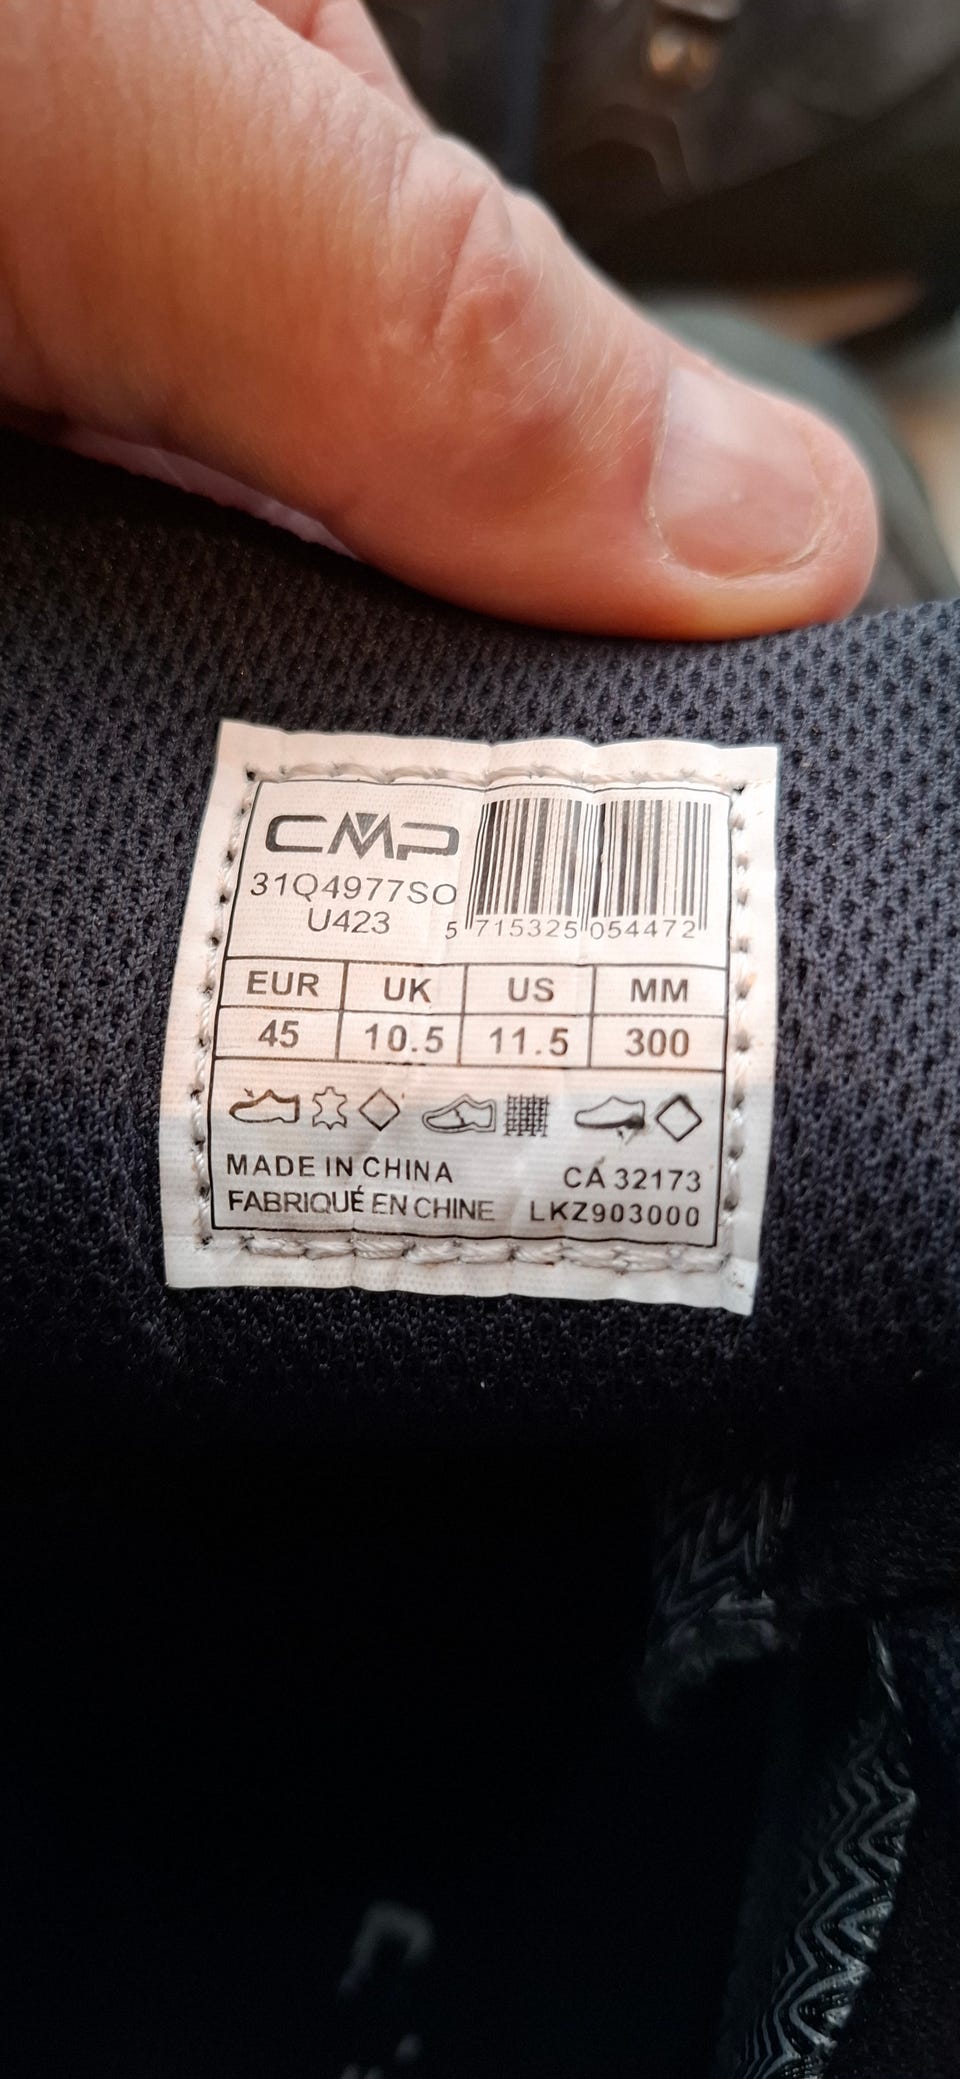 CMP
31Q4977SO
U423
5 715325 054472
EUR UK US MM
45 10.5 11.5 300
MADE IN CHINA CA 32173
FABRIQUÉ EN CHINE LKZ903000